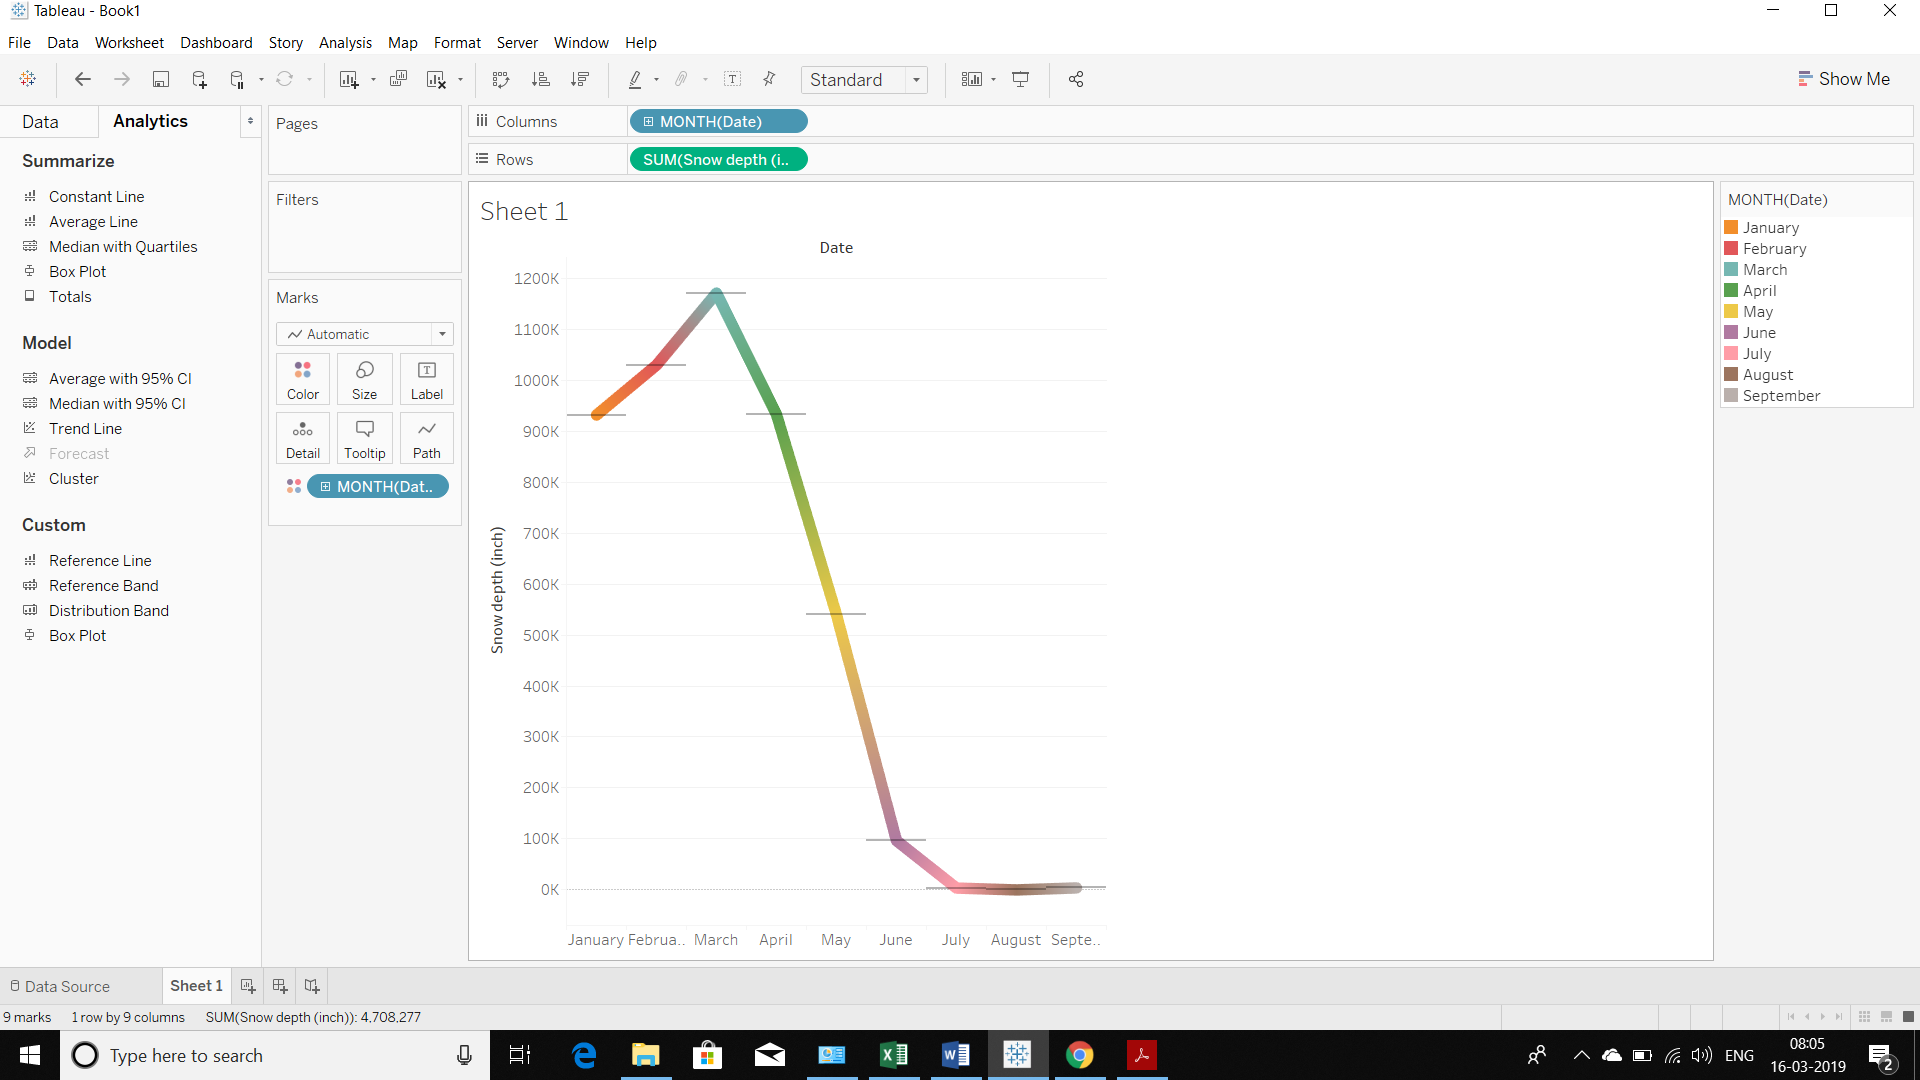 Tableau - Book1
File Data Worksheet Dashboard Story Analysis Map Format Server Window Help
Standard
Show Me
Data Analytics
Summarize
Constant Line
Average Line
Median with Quartiles
Box Plot
Totals
Model
Average with 95% CI
Median with 95% CI
Trend Line
Forecast
Cluster
Custom
Reference Line
Reference Band
Distribution Band
Box Plot
Pages
Filters
Marks
Automatic
Color Size Label
Detail Tooltip Path
MONTH(Dat..
Columns MONTH(Date)
Rows SUM(Snow depth (i..
Sheet 1
Date
Snow depth (inch)
1200K
1100K
1000K
900K
800K
700K
600K
500K
400K
300K
200K
100K
0K
January Februa.. March April May June July August Septe..
MONTH(Date)
January
February
March
April
May
June
July
August
September
Data Source Sheet 1
9 marks 1 row by 9 columns SUM(Snow depth (inch)): 4,708,277
Type here to search
ENG
08:05
16-03-2019
2